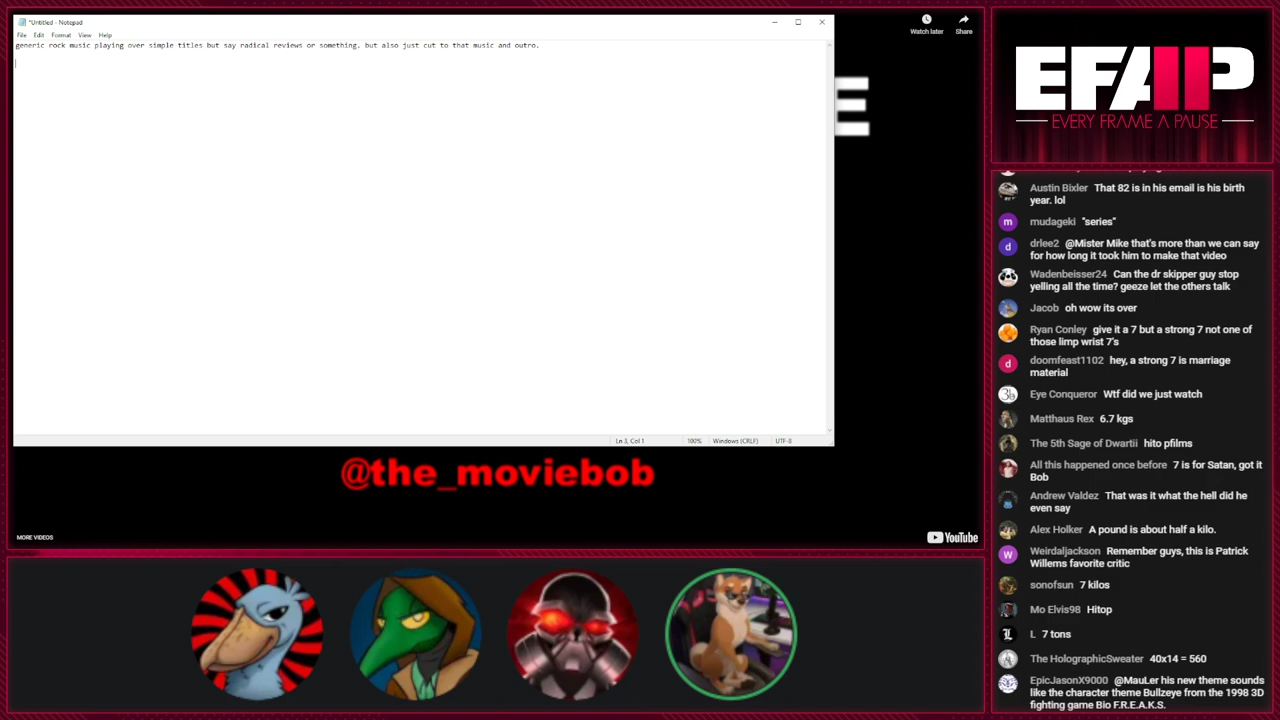 *Untitled - Notepad
File Edit Format View Help
generic rock music playing over simple titles but say radical reviews or something. but also just cut to that music and outro.
Ln 3, Col 1 100% Windows (CRLF) UTF-8
Watch later
Share
E
@the_moviebob
MORE VIDEOS
YouTube
EFAP
EVERY FRAME A PAUSE
Austin Bixler That 82 is in his email is his birth
year. lol
mudageki "series"
drlee2 @Mister Mike that's more than we can say
for how long it took him to make that video
Wadenbeisser24 Can the dr skipper guy stop
yelling all the time? geeze let the others talk
Jacob oh wow its over
Ryan Conley give it a 7 but a strong 7 not one of
those limp wrist 7's
doomfeast1102 hey, a strong 7 is marriage
material
Eye Conqueror Wtf did we just watch
Matthaus Rex 6.7 kgs
The 5th Sage of Dwartii hito pfilms
All this happened once before 7 is for Satan, got it
Bob
Andrew Valdez That was it what the hell did he
even say
Alex Holker A pound is about half a kilo.
Weirdaljackson Remember guys, this is Patrick
Willems favorite critic
sonofsun 7 kilos
Mo Elvis98 Hitop
L 7 tons
The HolographicSweater 40x14 = 560
EpicJasonX9000 @MauLer his new theme sounds
like the character theme Bullzeye from the 1998 3D
fighting game Bio F.R.E.A.K.S.